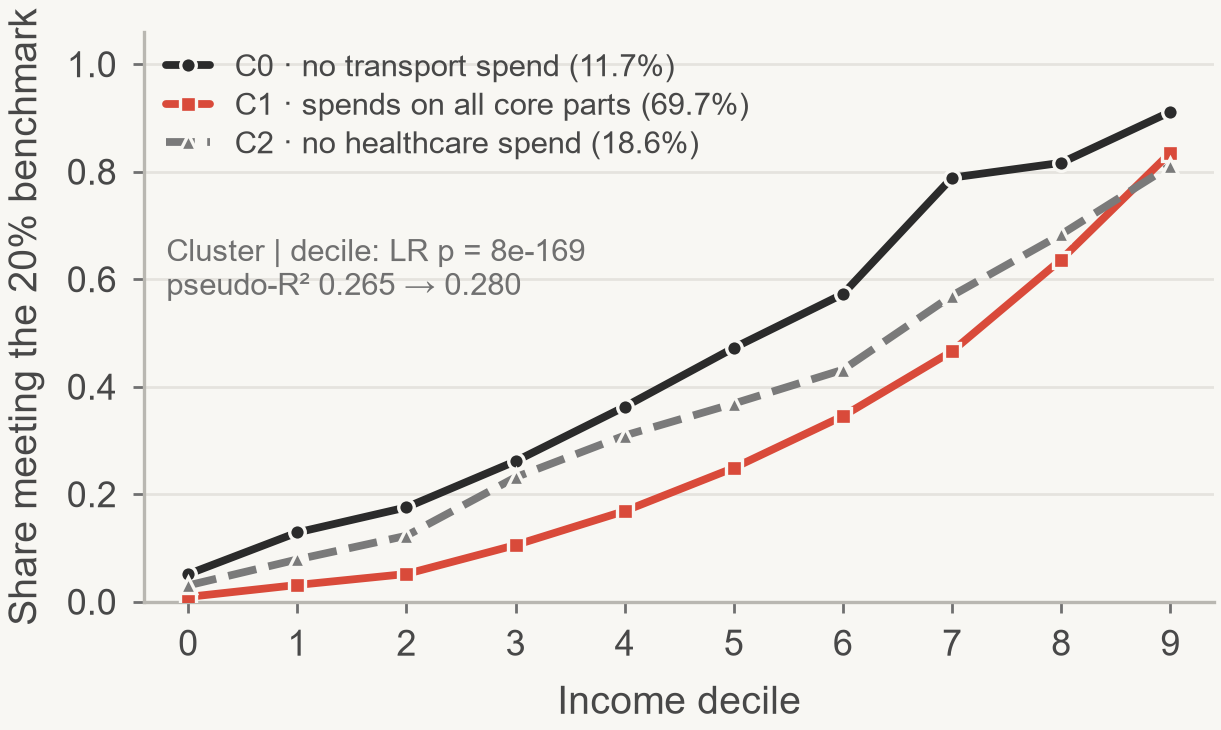 Share meeting the 20% benchmark
1.0
0.8
0.6
0.4
0.2
0.0
C0 · no transport spend (11.7%)
C1 · spends on all core parts (69.7%)
C2 · no healthcare spend (18.6%)
Cluster | decile: LR p = 8e-169
pseudo-R² 0.265 → 0.280
0 1 2 3 4 5 6 7 8 9
Income decile